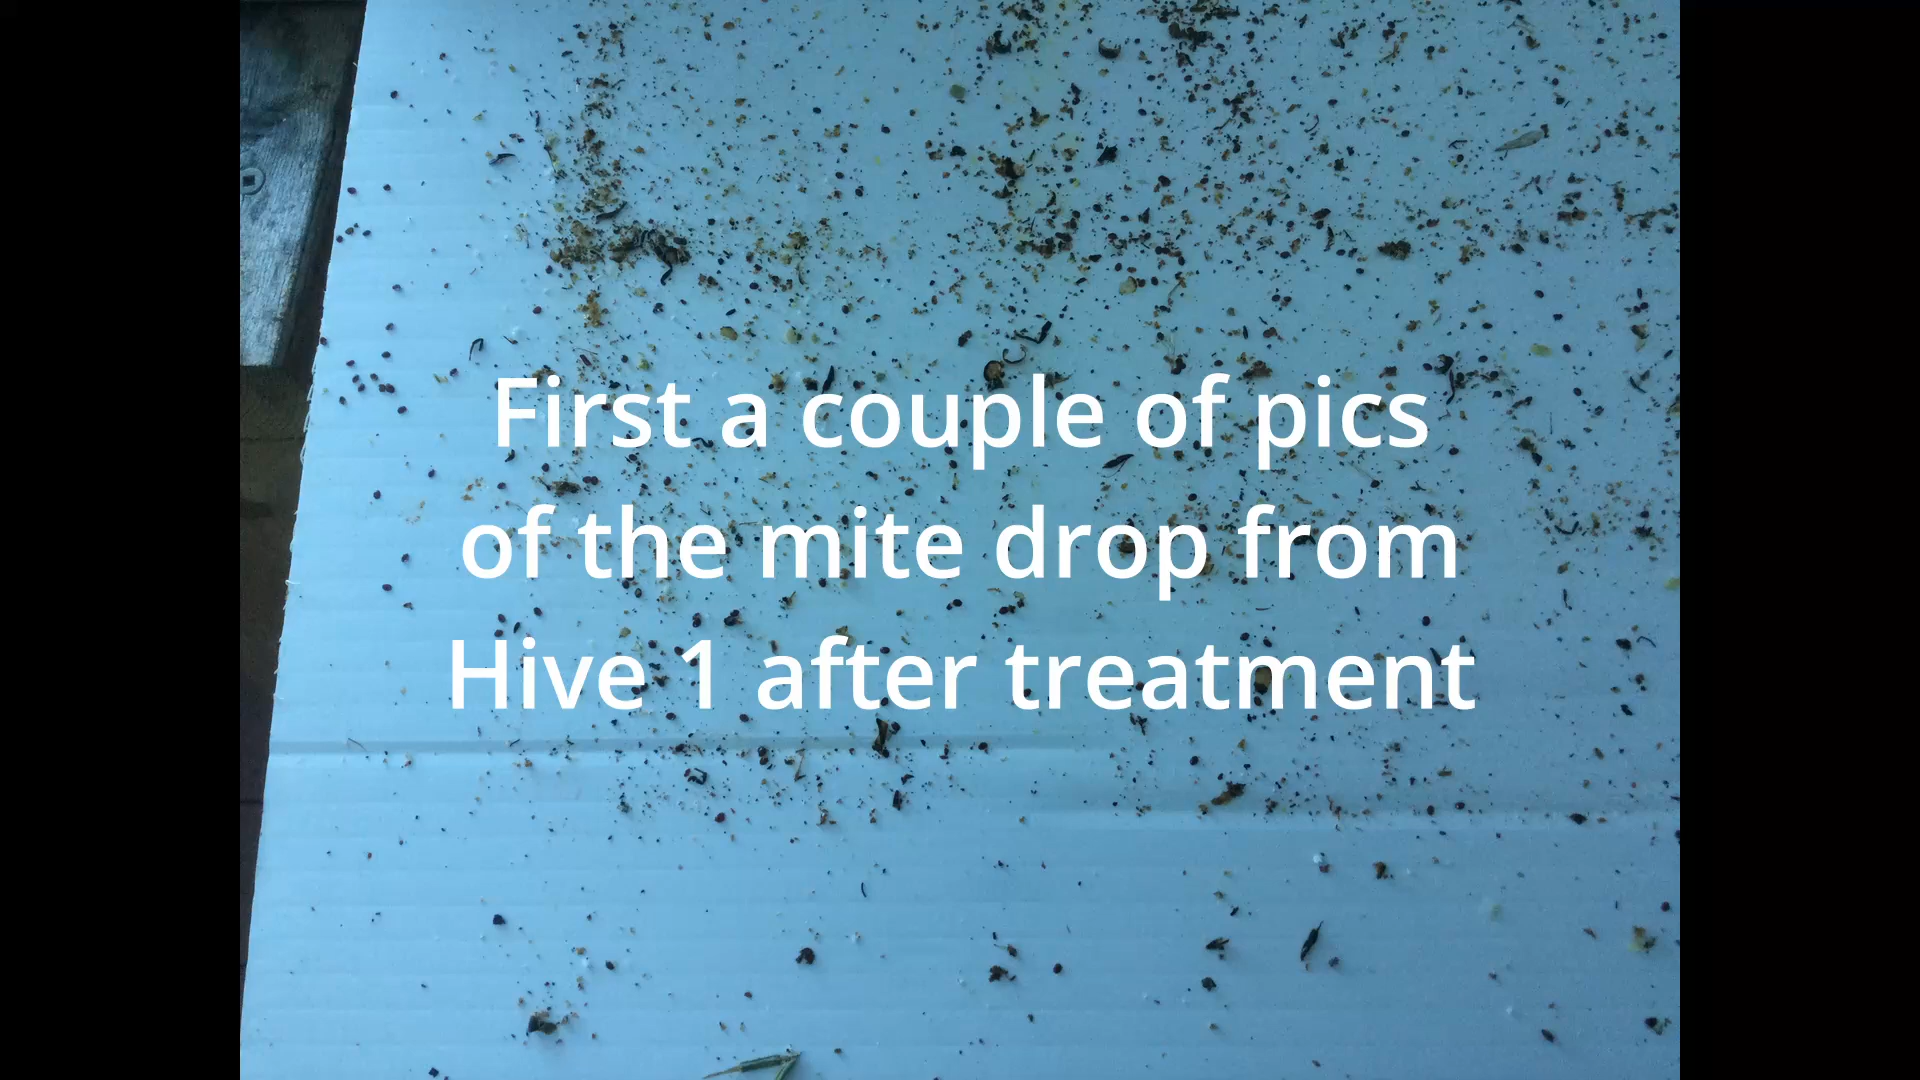 First a couple of pics
of the mite drop from
Hive 1 after treatment